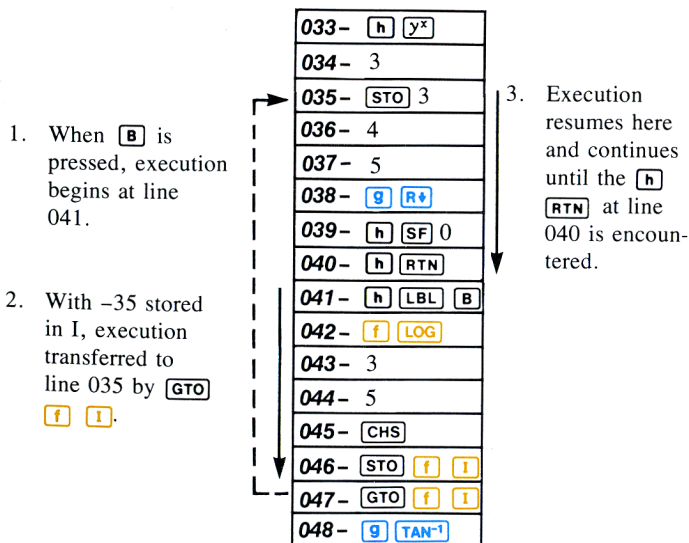 1. When B is
pressed, execution
begins at line
041.
2. With –35 stored
in I, execution
transferred to
line 035 by GTO
f I.
033– h yˣ
034– 3
035– STO 3
036– 4
037– 5
038– g R↓
039– h SF 0
040– h RTN
041– h LBL B
042– f LOG
043– 3
044– 5
045– CHS
046– STO f I
047– GTO f I
048– g TAN⁻¹
3. Execution
resumes here
and continues
until the h
RTN at line
040 is encoun-
tered.